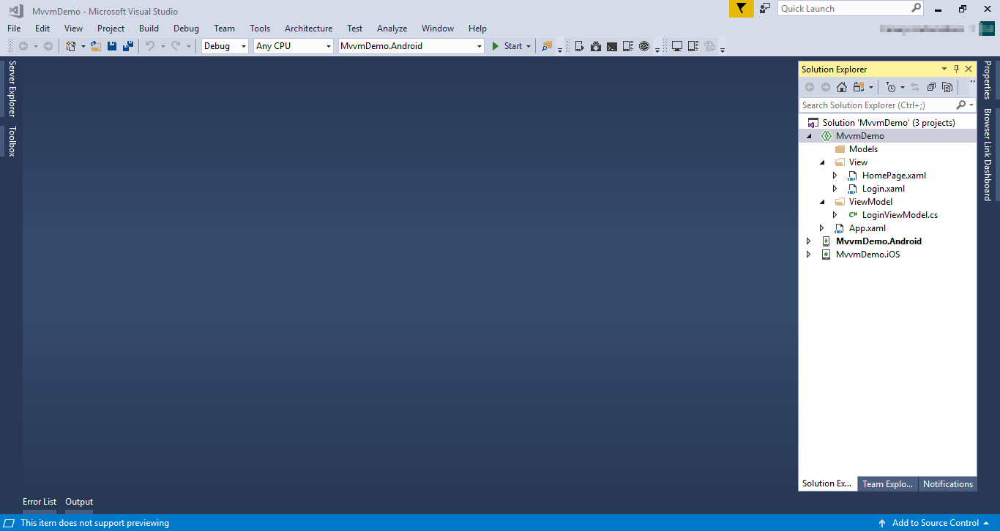 MvvmDemo - Microsoft Visual Studio
Quick Launch
File Edit View Project Build Debug Team Tools Architecture Test Analyze Window Help
Debug Any CPU MvvmDemo.Android Start
Server Explorer
Toolbox
Solution Explorer
Search Solution Explorer (Ctrl+;)
Solution 'MvvmDemo' (3 projects)
MvvmDemo
Models
View
HomePage.xaml
Login.xaml
ViewModel
C# LoginViewModel.cs
App.xaml
MvvmDemo.Android
MvvmDemo.iOS
Solution Ex... Team Explo... Notifications
Properties
Browser Link Dashboard
Error List Output
This item does not support previewing
Add to Source Control